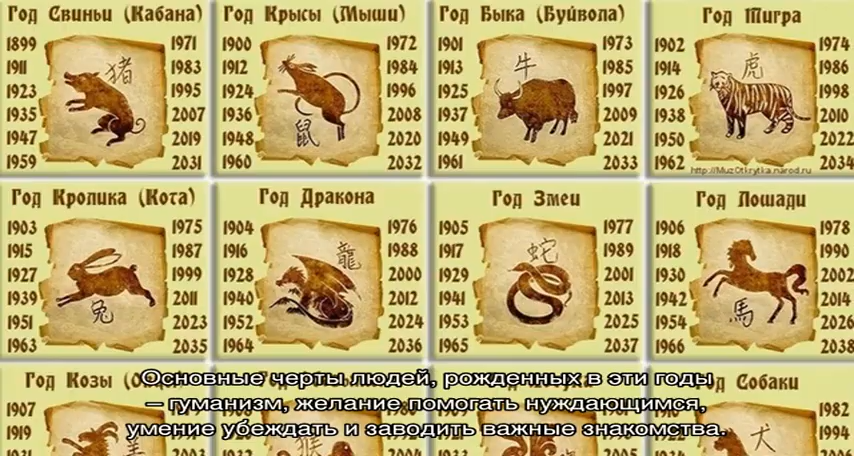 Год Свиньи (Кабана)
1899 1971
1911 1983
1923 猪 1995
1935 2007
1947 2019
1959 2031
Год Крысы (Мыши)
1900 1972
1912 1984
1924 1996
1936 2008
1948 鼠 2020
1960 2032
Год Быка (Буйвола)
1901 1973
1913 牛 1985
1925 1997
1937 2009
1949 2021
1961 2033
Год Тигра
1902 1974
1914 虎 1986
1926 1998
1938 2010
1950 2022
1962 2034
http://MuzOtkrytka.narod.ru
Год Кролика (Кота)
1903 1975
1915 1987
1927 1999
1939 兔 2011
1951 2023
1963 2035
Год Дракона
1904 1976
1916 龍 1988
1928 2000
1940 2012
1952 2024
1964 2036
Год Змеи
1905 1977
1917 蛇 1989
1929 2001
1941 2013
1953 2025
1965 2037
Год Лошади
1906 1978
1918 1990
1930 2002
1942 2014
1954 馬 2026
1966 2038
Год Козы
1907
1919
1931
Собаки
1982
1994
犬 2006
Основные черты людей, рожденных в эти годы
– гуманизм, желание помогать нуждающимся,
умение убеждать и заводить важные знакомства.